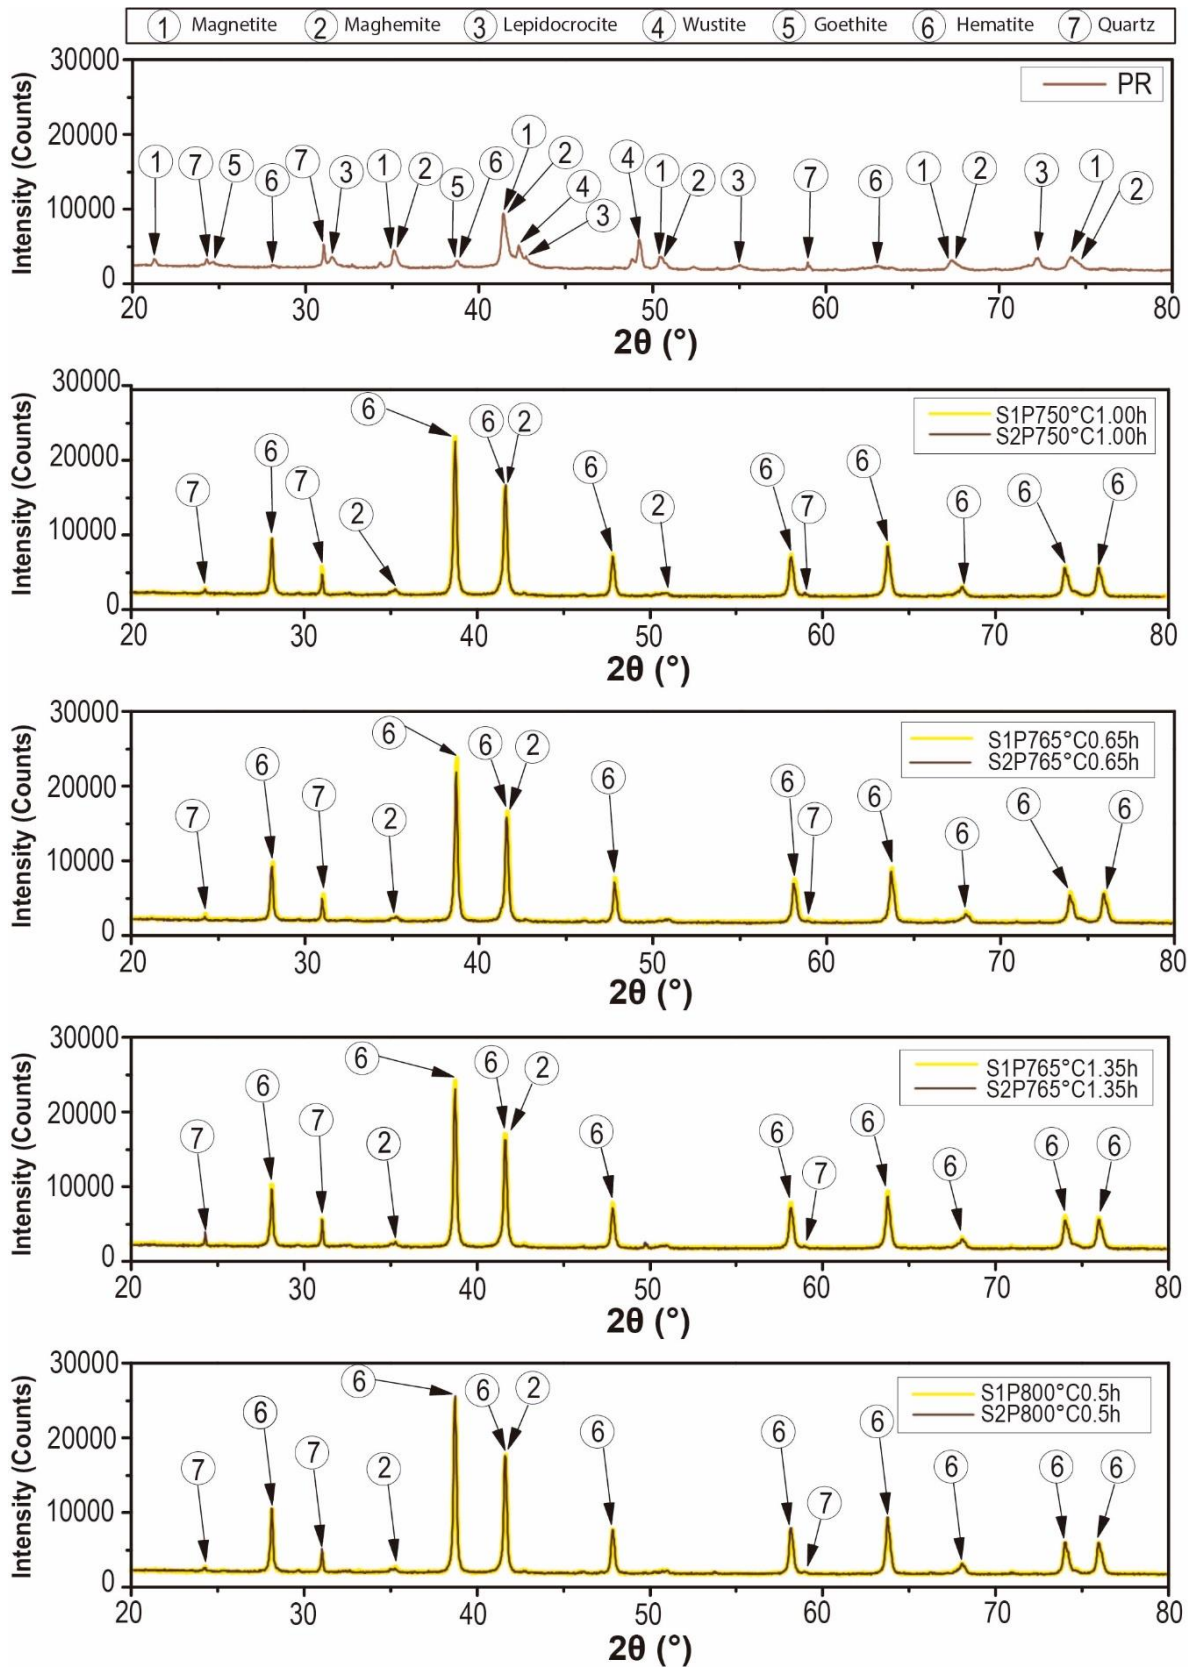 1 Magnetite 2 Maghemite 3 Lepidocrocite 4 Wustite 5 Goethite 6 Hematite 7 Quartz
Intensity (Counts)
30000
20000
10000
0
PR
1 7 5 6 7 3 1 2 5 6 1 2 4 3 4 1 2 3 7 6 1 2 3 1 2
20 30 40 50 60 70 80
2θ (°)
Intensity (Counts)
30000
20000
10000
0
S1P750°C1.00h
S2P750°C1.00h
7 6 7 2 6 6 2 6 2 6 7 6 6 6 6
20 30 40 50 60 70 80
2θ (°)
Intensity (Counts)
30000
20000
10000
0
S1P765°C0.65h
S2P765°C0.65h
7 6 7 2 6 6 2 6 6 7 6 6 6 6
20 30 40 50 60 70 80
2θ (°)
Intensity (Counts)
30000
20000
10000
0
S1P765°C1.35h
S2P765°C1.35h
7 6 7 2 6 6 2 6 6 7 6 6 6 6
20 30 40 50 60 70 80
2θ (°)
Intensity (Counts)
30000
20000
10000
0
S1P800°C0.5h
S2P800°C0.5h
7 6 7 2 6 6 2 6 6 7 6 6 6 6
20 30 40 50 60 70 80
2θ (°)